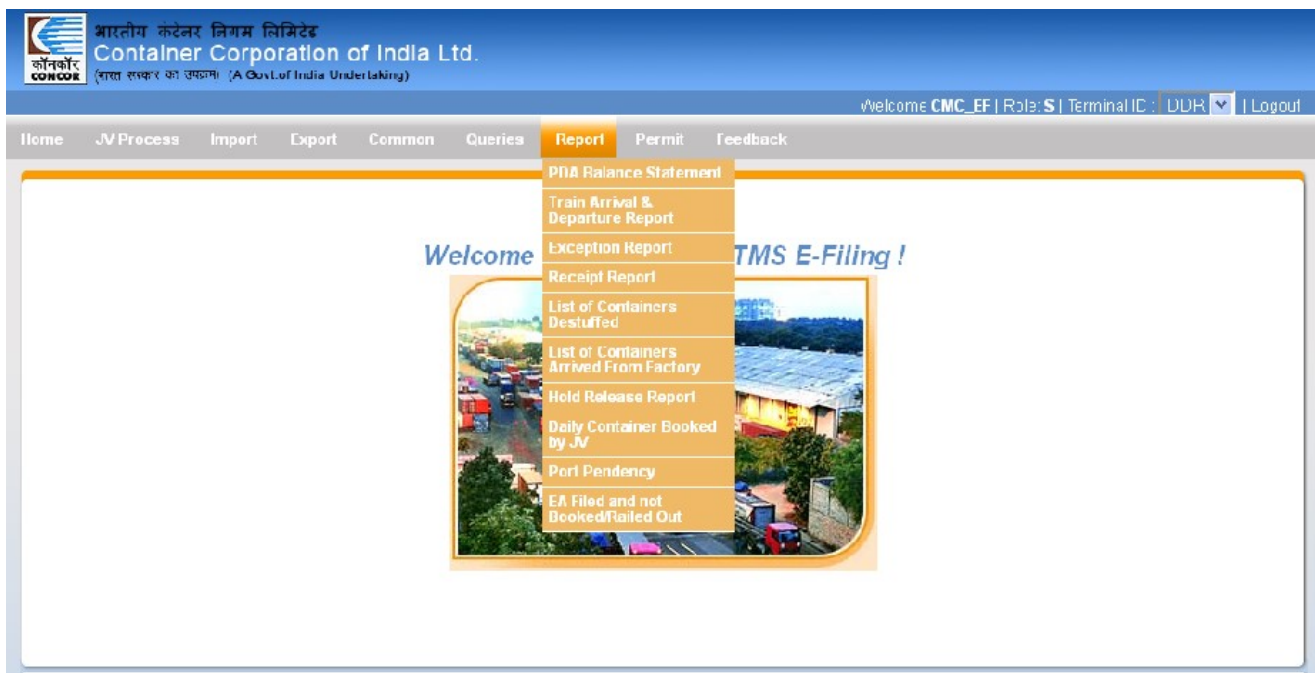 भारतीय कंटेनर निगम लिमिटेड
Container Corporation of India Ltd.
कॉनकॉर
CONCOR
(A Govt.of India Undertaking)
Welcome CMC_EF | Role: S | Terminal ID : DDR | Logout
Home JV Process Import Export Common Queries Report Permit Feedback
PDA Balance Statement
Train Arrival &
Departure Report
Welcome TMS E-Filing !
Exception Report
Receipt Report
List of Containers
Destuffed
List of Containers
Arrived From Factory
Hold Release Report
Daily Container Booked
by JV
Port Pendency
EA Filed and not
Booked/Railed Out